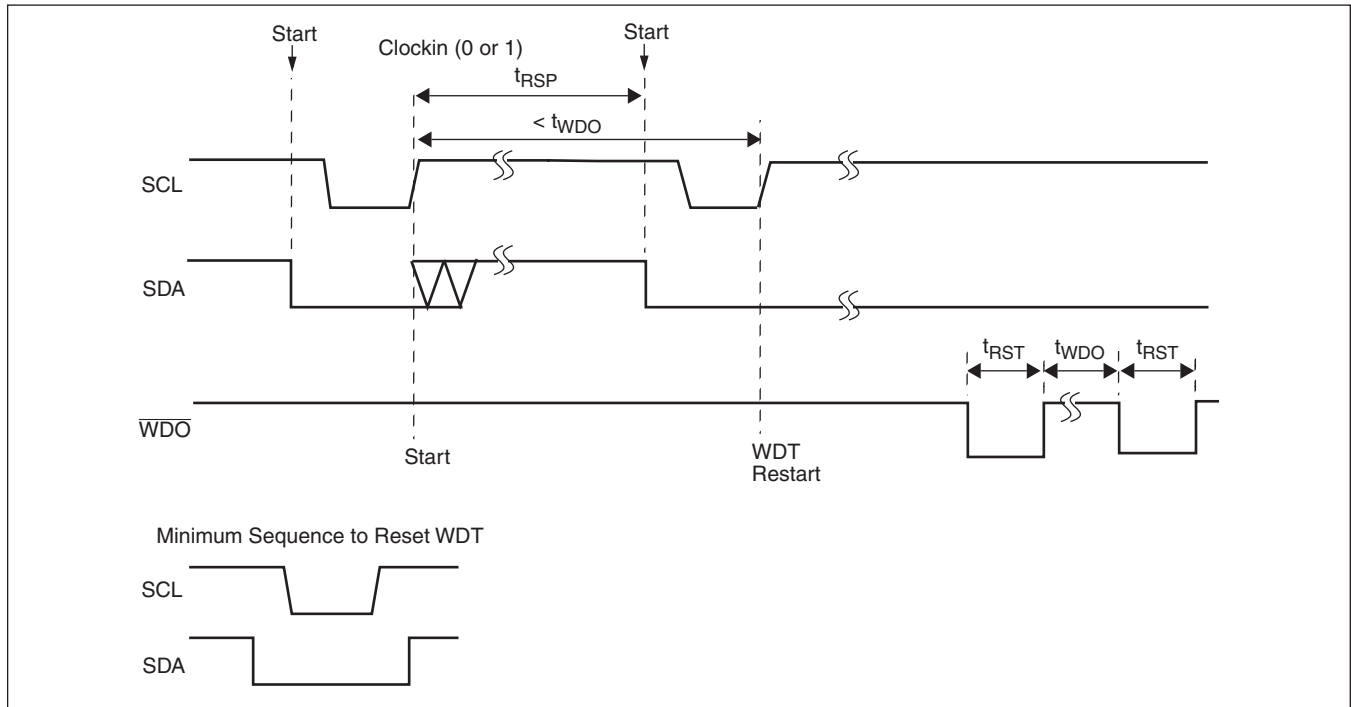 Start
Start
Clockin (0 or 1)
tRSP
< tWDO
SCL
SDA
tRST
tWDO
tRST
WDO
Start
WDT
Restart
Minimum Sequence to Reset WDT
SCL
SDA